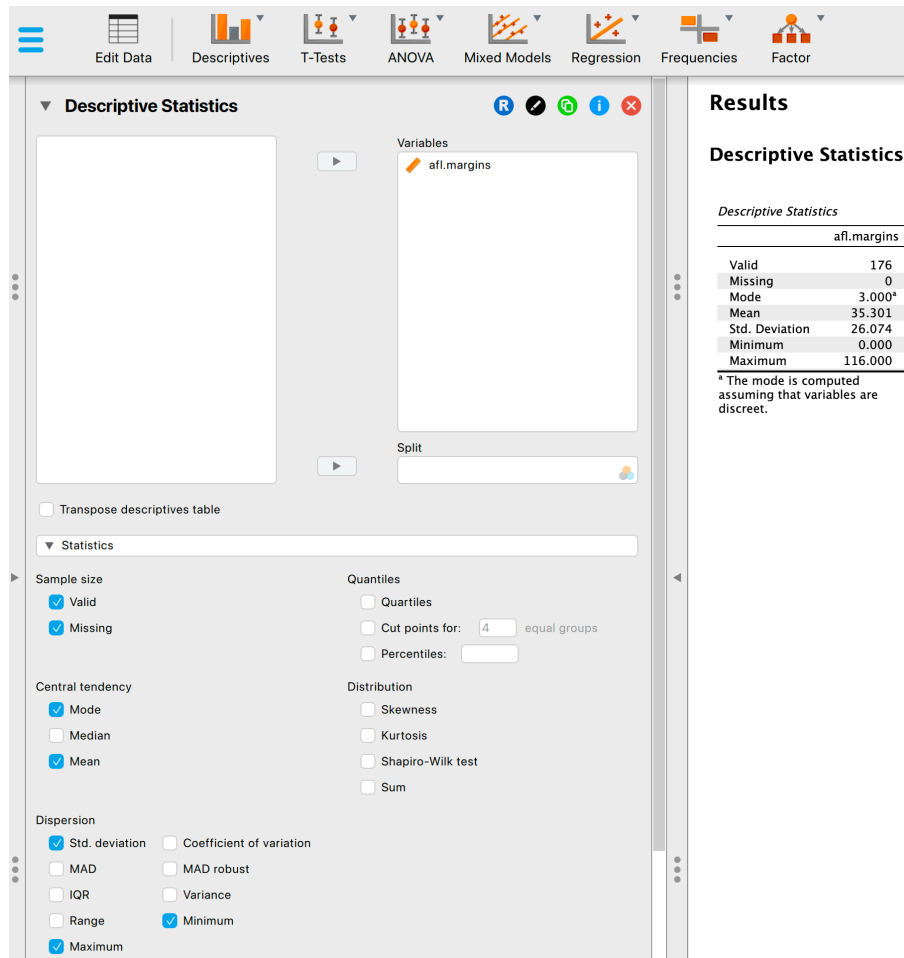 Edit Data
Descriptives
T-Tests
ANOVA
Mixed Models
Regression
Frequencies
Factor
Descriptive Statistics
R
i
Variables
afl.margins
Split
Transpose descriptives table
Statistics
Sample size
Valid
Missing
Quantiles
Quartiles
Cut points for: 4 equal groups
Percentiles:
Central tendency
Mode
Median
Mean
Distribution
Skewness
Kurtosis
Shapiro-Wilk test
Sum
Dispersion
Std. deviation Coefficient of variation
MAD MAD robust
IQR Variance
Range Minimum
Maximum
Results
Descriptive Statistics
Descriptive Statistics
afl.margins
Valid 176
Missing 0
Mode 3.000ᵃ
Mean 35.301
Std. Deviation 26.074
Minimum 0.000
Maximum 116.000
ᵃ The mode is computed
assuming that variables are
discreet.